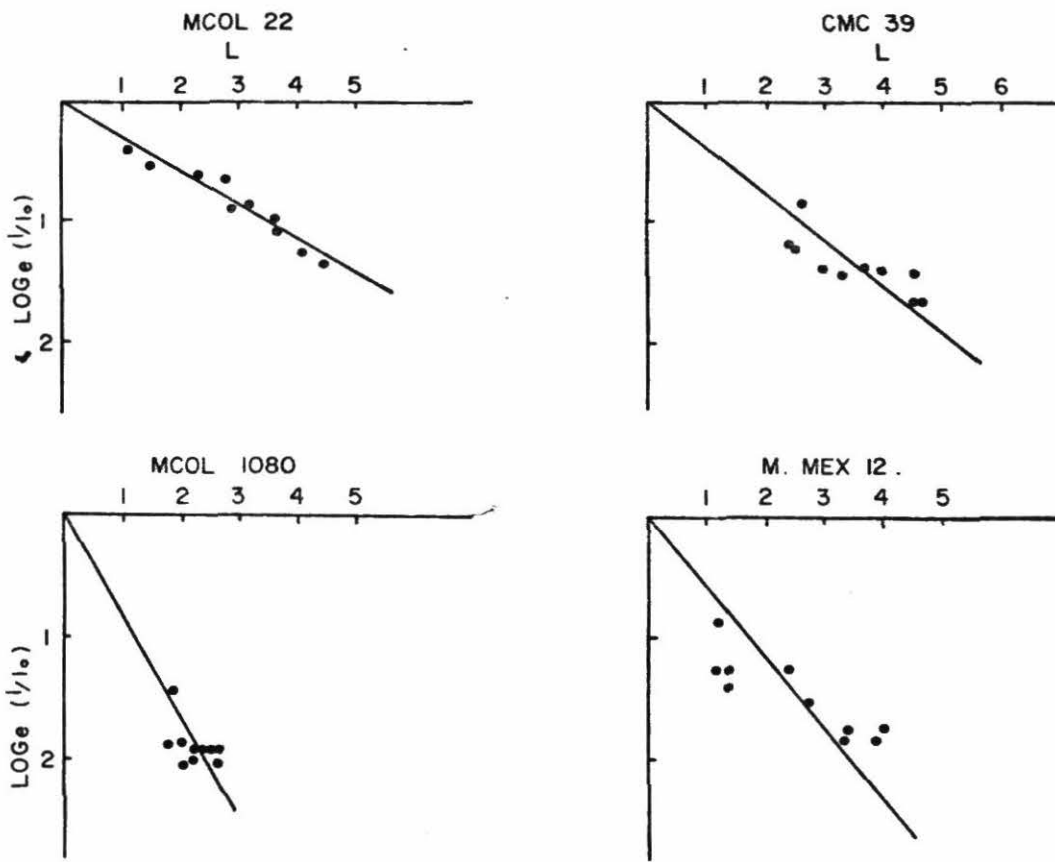 MCOL 22
L
1 2 3 4 5
1
2
LOGe (I/I₀)
CMC 39
L
1 2 3 4 5 6
MCOL 1080
1 2 3 4 5
1
2
LOGe (I/I₀)
M. MEX 12.
1 2 3 4 5